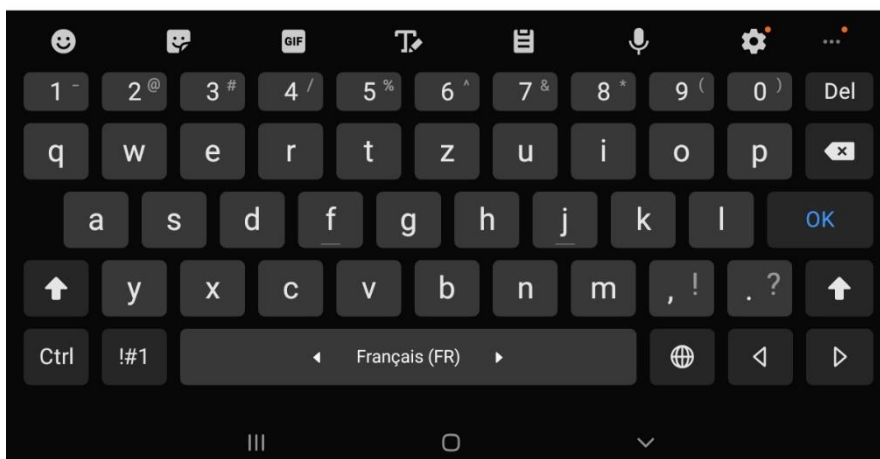 GIF T
1 - 2 @ 3 # 4 / 5 % 6 ^ 7 & 8 * 9 ( 0 ) Del
q w e r t z u i o p
a s d f g h j k l OK
y x c v b n m , ! . ?
Ctrl !#1 Français (FR)